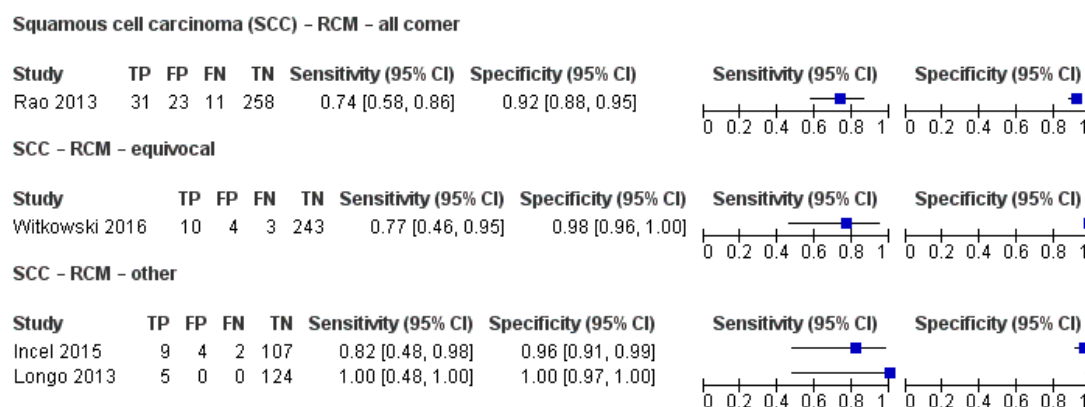 Squamous cell carcinoma (SCC) – RCM – all comer
Study TP FP FN TN Sensitivity (95% CI) Specificity (95% CI) Sensitivity (95% CI) Specificity (95% CI)
Rao 2013 31 23 11 258 0.74 [0.58, 0.86] 0.92 [0.88, 0.95]
0 0.2 0.4 0.6 0.8 1 0 0.2 0.4 0.6 0.8 1
SCC – RCM – equivocal
Study TP FP FN TN Sensitivity (95% CI) Specificity (95% CI) Sensitivity (95% CI) Specificity (95% CI)
Witkowski 2016 10 4 3 243 0.77 [0.46, 0.95] 0.98 [0.96, 1.00]
0 0.2 0.4 0.6 0.8 1 0 0.2 0.4 0.6 0.8 1
SCC – RCM – other
Study TP FP FN TN Sensitivity (95% CI) Specificity (95% CI) Sensitivity (95% CI) Specificity (95% CI)
Incel 2015 9 4 2 107 0.82 [0.48, 0.98] 0.96 [0.91, 0.99]
Longo 2013 5 0 0 124 1.00 [0.48, 1.00] 1.00 [0.97, 1.00]
0 0.2 0.4 0.6 0.8 1 0 0.2 0.4 0.6 0.8 1